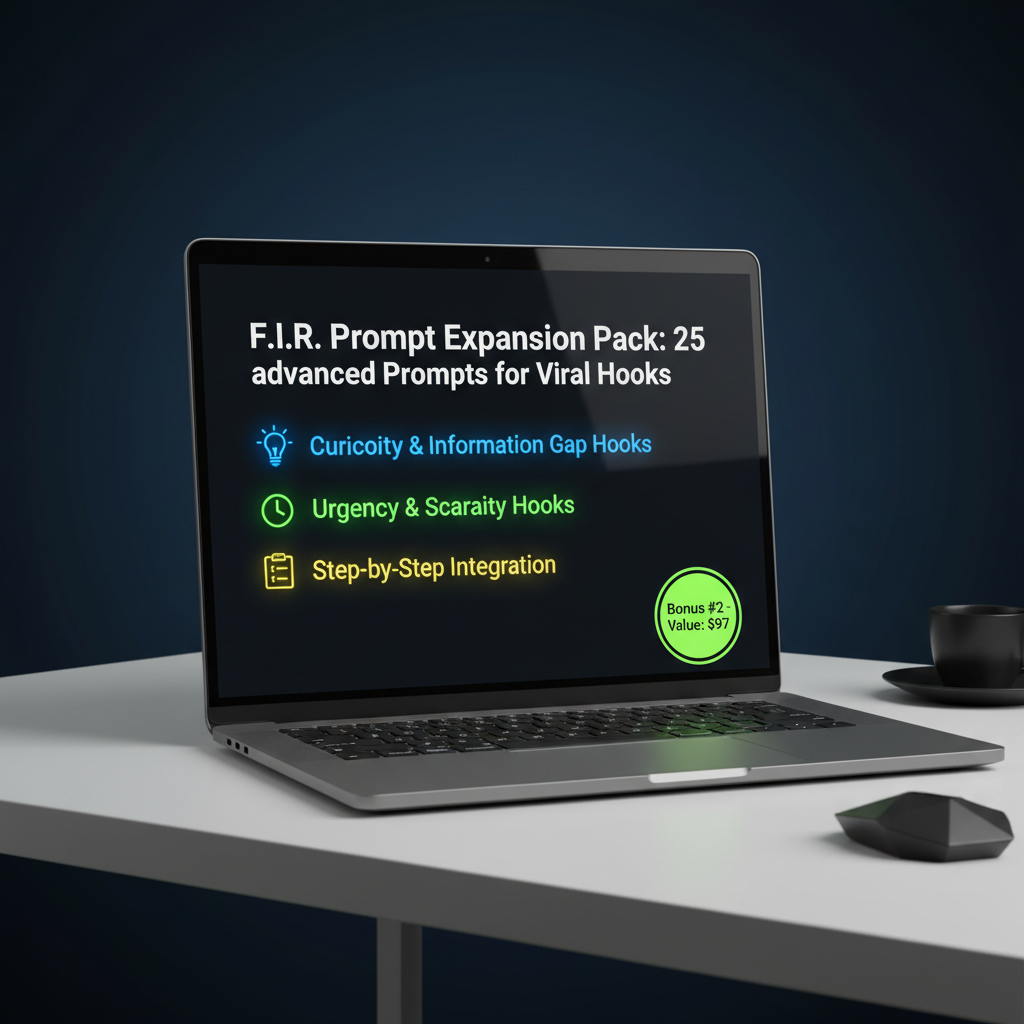 F.I.R. Prompt Expansion Pack: 25
advanced Prompts for Viral Hooks
Curicoity & Information Gap Hooks
Urgency & Scaraity Hooks
Step-by-Step Integration
Bonus #2 -
Value: $97